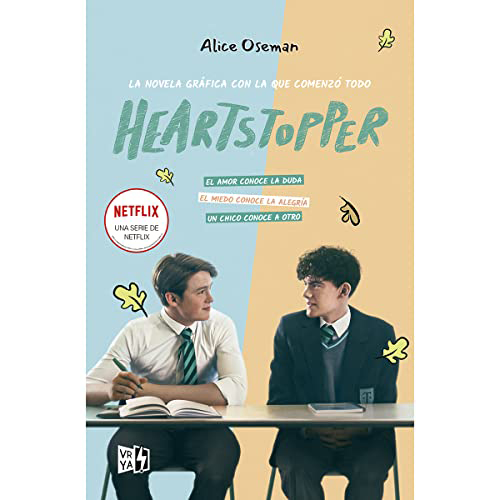 Alice Oseman
LA NOVELA GRÁFICA CON LA QUE COMENZÓ TODO
HEARTSTOPPER
EL AMOR CONOCE LA DUDA
EL MIEDO CONOCE LA ALEGRÍA
UN CHICO CONOCE A OTRO
NETFLIX
UNA SERIE DE
NETFLIX
VR
YA